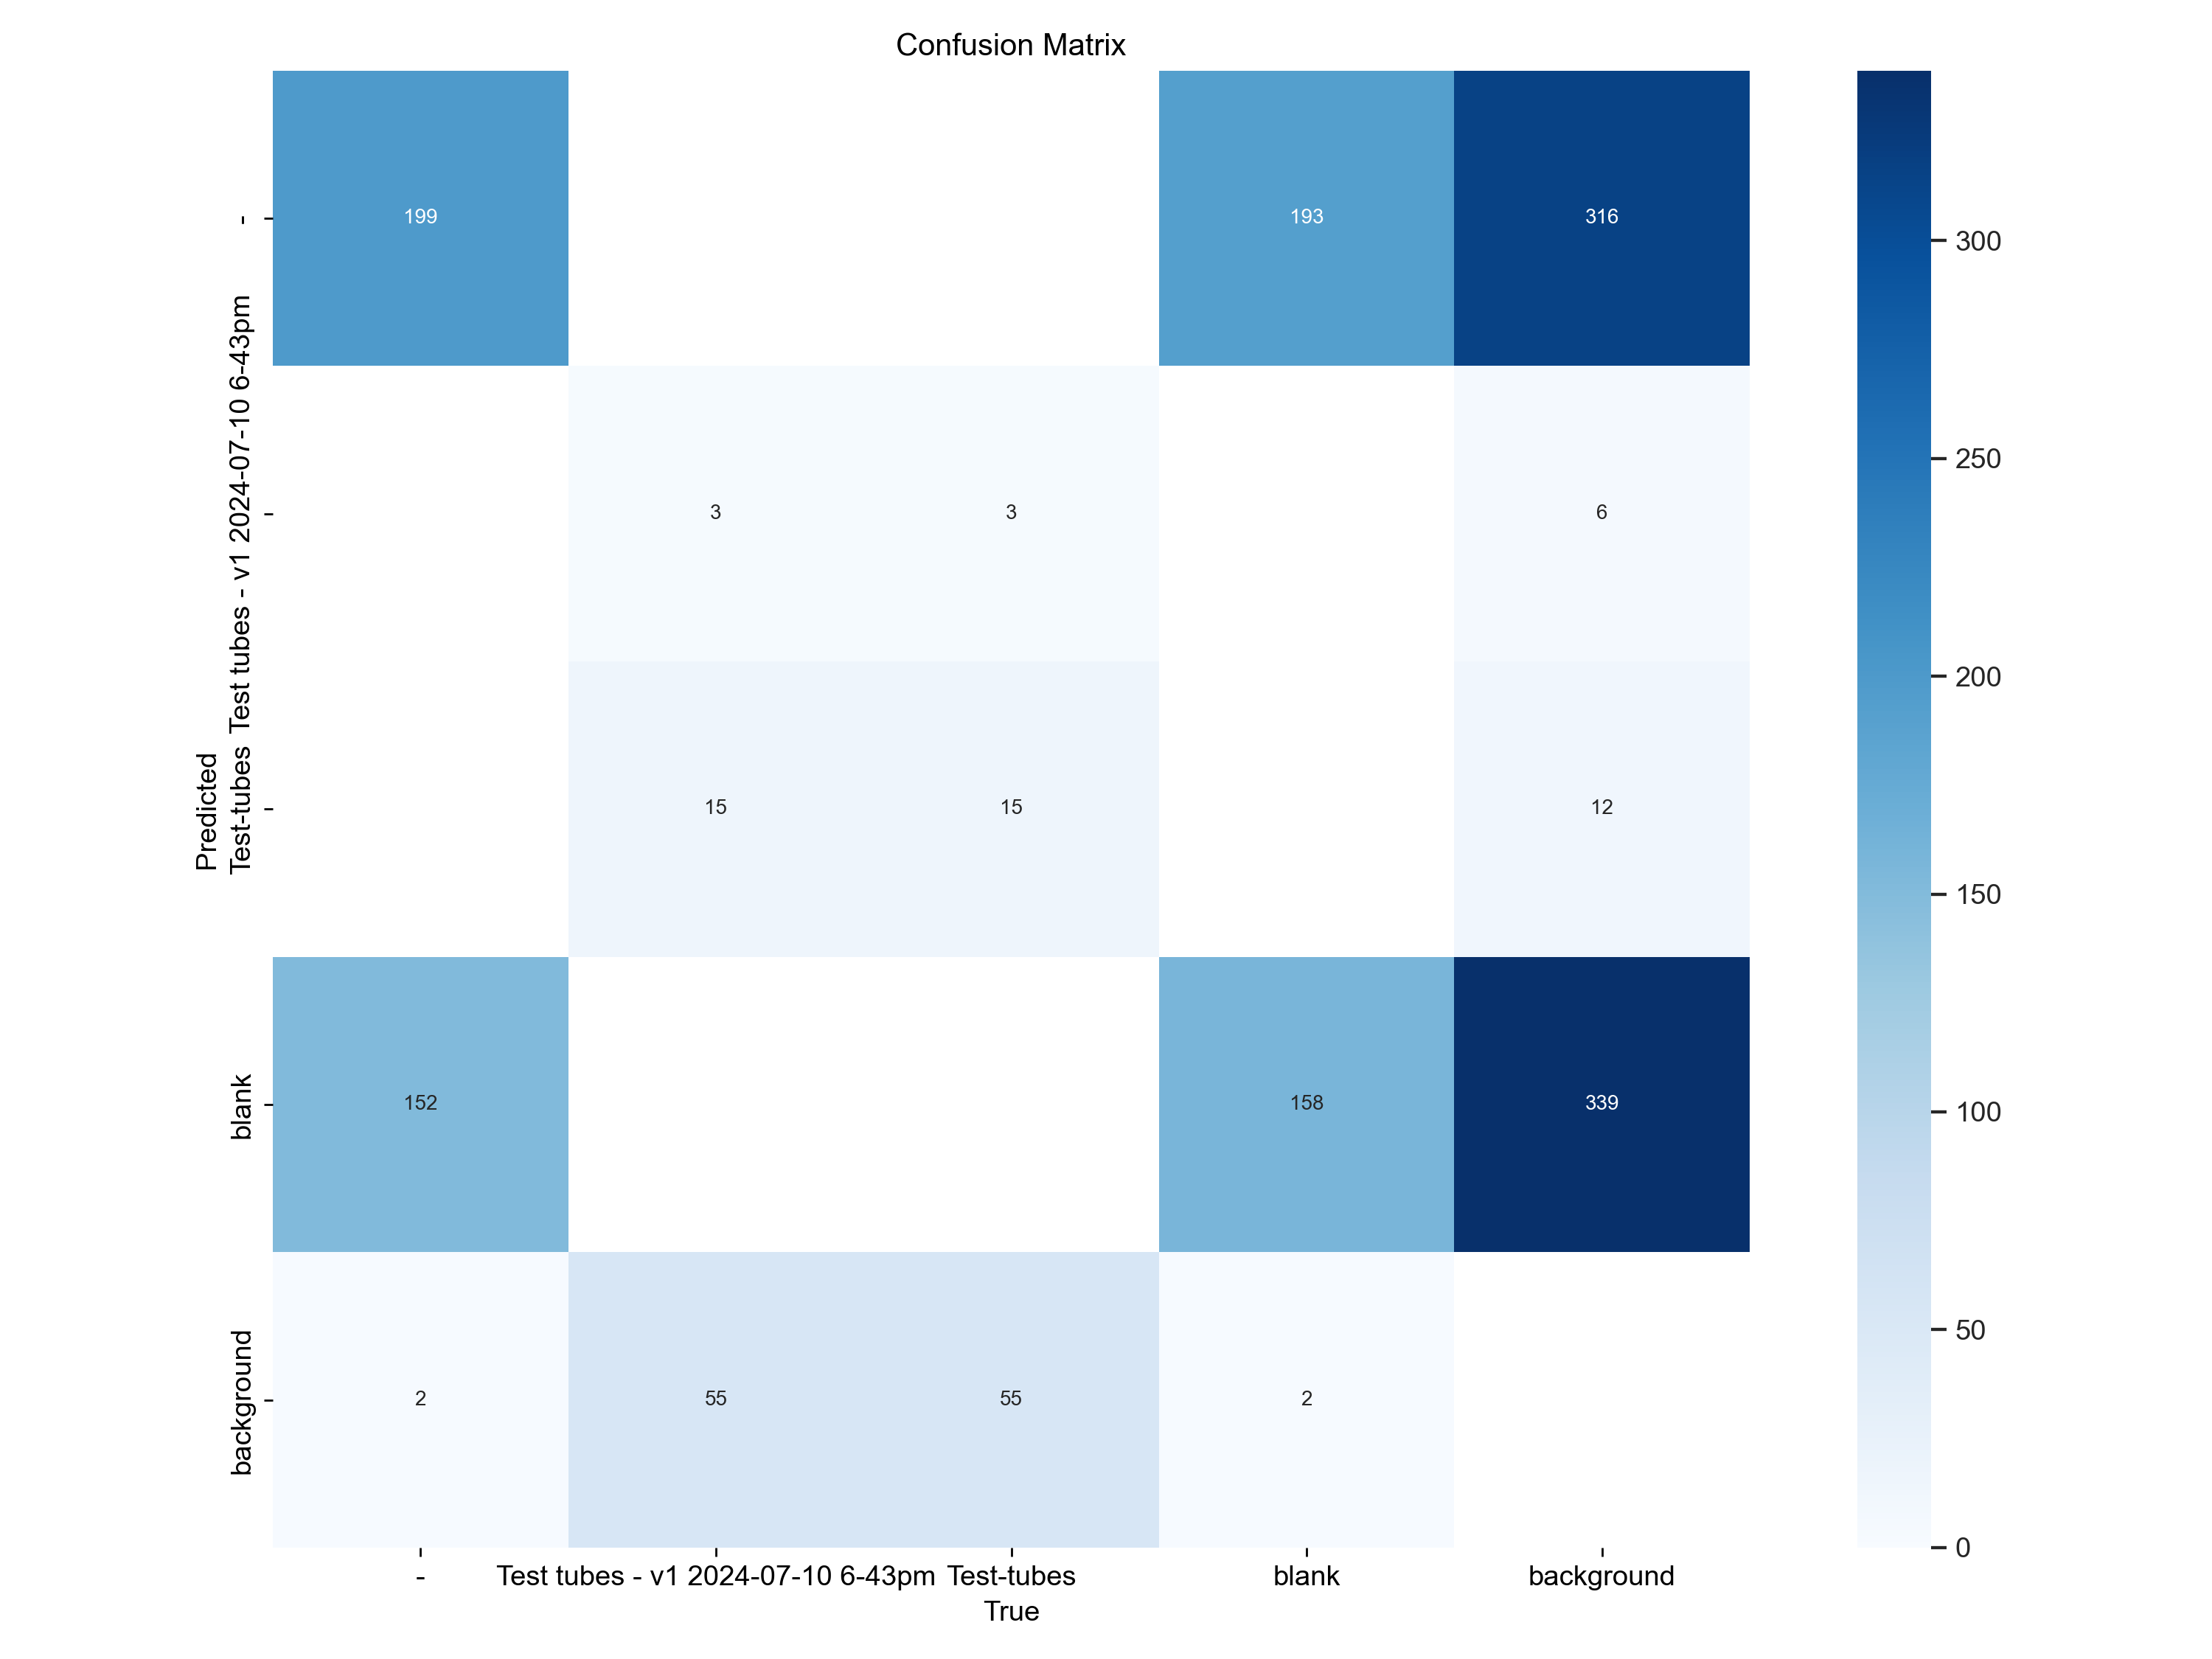 Confusion Matrix
-
199
193
316
300
250
Test tubes - v1 2024-07-10 6-43pm
3
3
6
200
Predicted
Test-tubes
15
15
12
150
blank
152
158
339
100
50
background
2
55
55
2
0
-
Test tubes - v1 2024-07-10 6-43pm
Test-tubes
blank
background
True